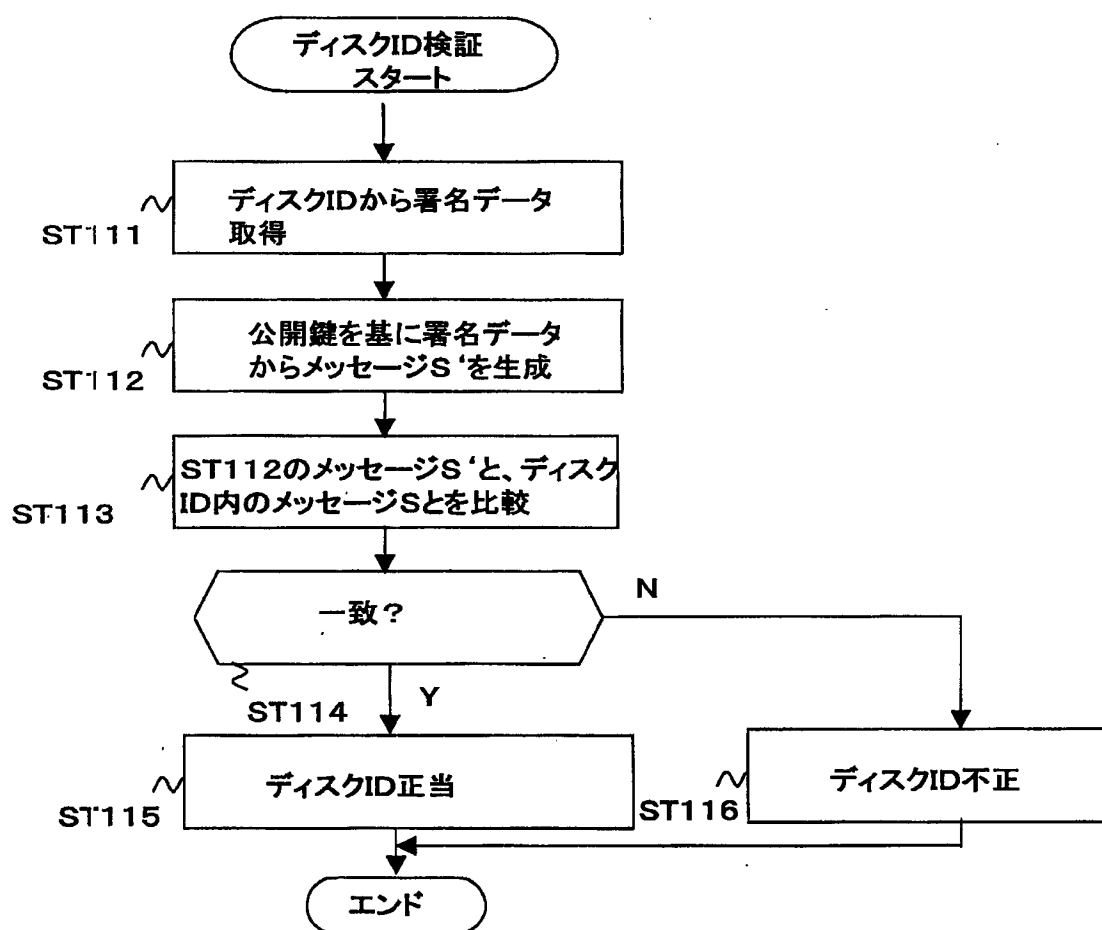 ディスクID検証
スタート
ディスクIDから署名データ
取得
ST111
公開鍵を基に署名データ
からメッセージS‘を生成
ST112
ST112のメッセージS‘と、ディスク
ID内のメッセージSとを比較
ST113
一致?
N
ST114
Y
ディスクID正当
ST115
ディスクID不正
ST116
エンド